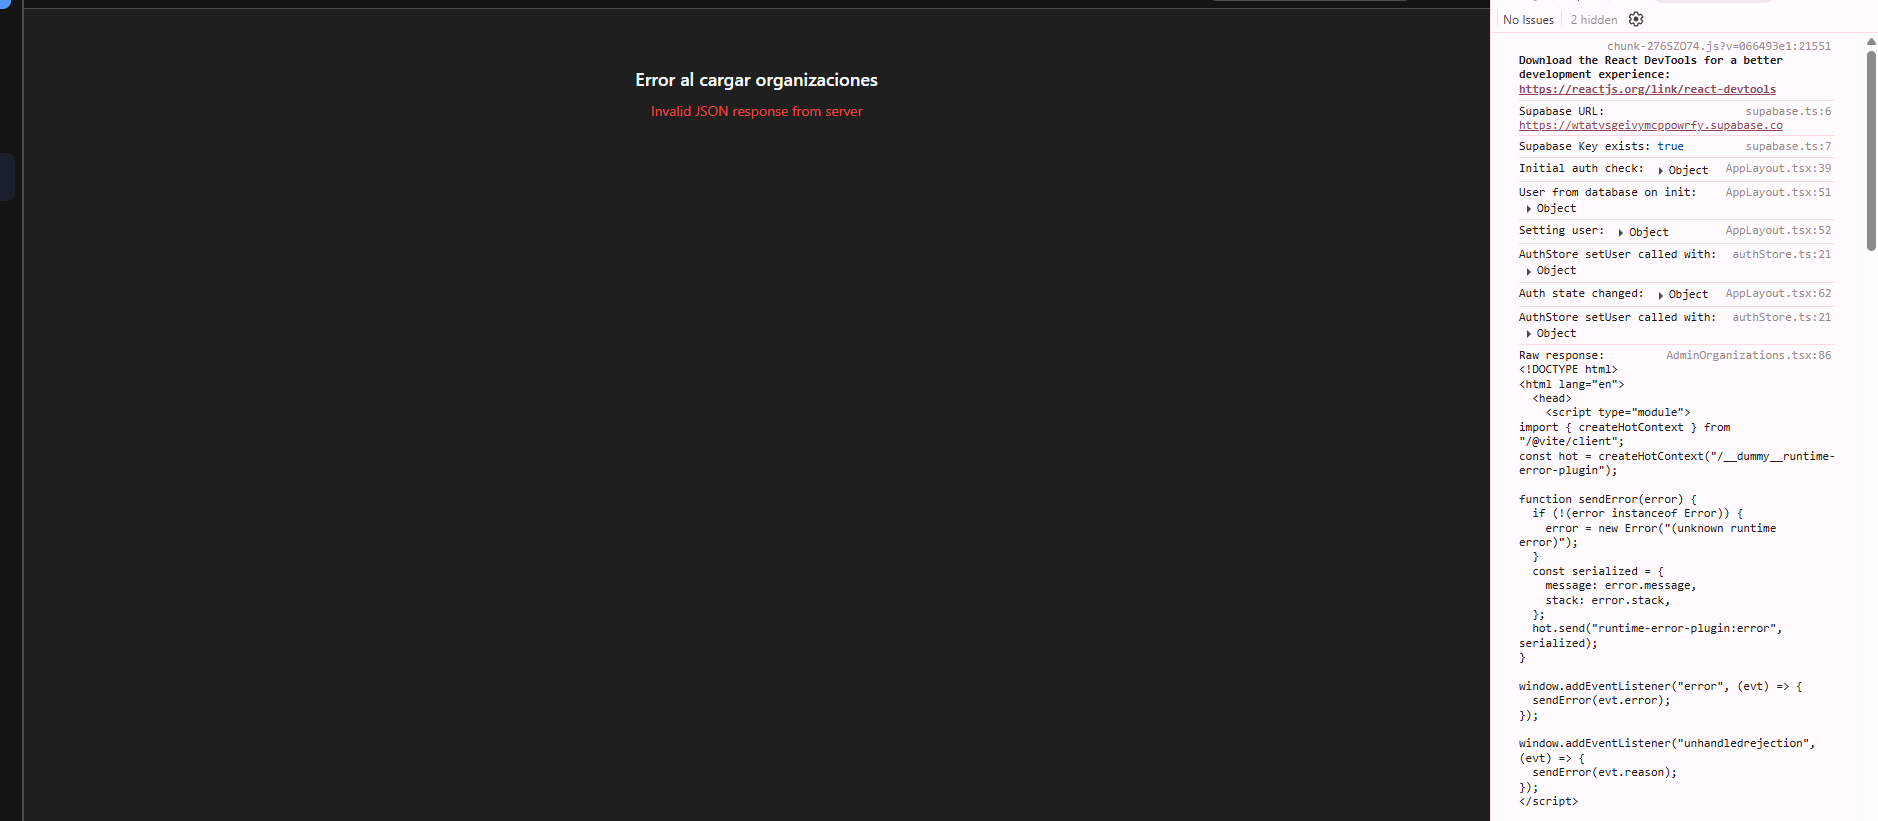 Error al cargar organizaciones
Invalid JSON response from server
No Issues
2 hidden
chunk-276SZO74.js?v=066493e1:21551
Download the React DevTools for a better
development experience:
https://reactjs.org/link/react-devtools
Supabase URL: supabase.ts:6
https://wtatvsgeivymcppowrfy.supabase.co
Supabase Key exists: true supabase.ts:7
Initial auth check: Object AppLayout.tsx:39
User from database on init: AppLayout.tsx:51
Object
Setting user: Object AppLayout.tsx:52
AuthStore setUser called with: authStore.ts:21
Object
Auth state changed: Object AppLayout.tsx:62
AuthStore setUser called with: authStore.ts:21
Object
Raw response: AdminOrganizations.tsx:86
<!DOCTYPE html>
<html lang="en">
<head>
<script type="module">
import { createHotContext } from
"/@vite/client";
const hot = createHotContext("/__dummy__runtime-
error-plugin");
function sendError(error) {
if (!(error instanceof Error)) {
error = new Error("(unknown runtime
error)");
}
const serialized = {
message: error.message,
stack: error.stack,
};
hot.send("runtime-error-plugin:error",
serialized);
}
window.addEventListener("error", (evt) => {
sendError(evt.error);
});
window.addEventListener("unhandledrejection",
(evt) => {
sendError(evt.reason);
});
</script>